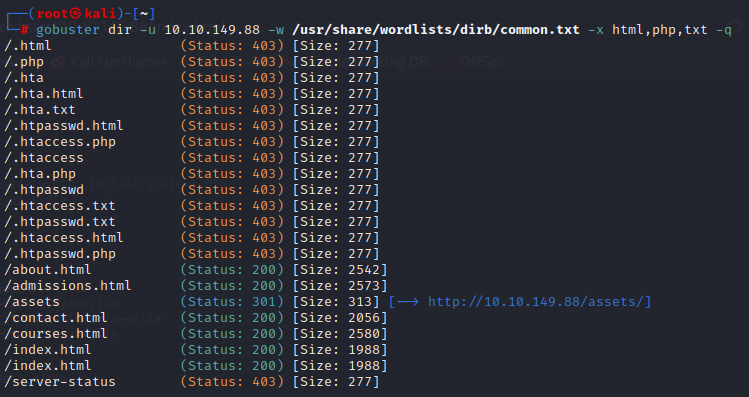 ┌──(root㉿kali)-[~]
└─# gobuster dir -u 10.10.149.88 -w /usr/share/wordlists/dirb/common.txt -x html,php,txt -q
/.html (Status: 403) [Size: 277]
/.php (Status: 403) [Size: 277]
/.hta (Status: 403) [Size: 277]
/.hta.html (Status: 403) [Size: 277]
/.hta.txt (Status: 403) [Size: 277]
/.htpasswd.html (Status: 403) [Size: 277]
/.htaccess.php (Status: 403) [Size: 277]
/.htaccess (Status: 403) [Size: 277]
/.hta.php (Status: 403) [Size: 277]
/.htpasswd (Status: 403) [Size: 277]
/.htaccess.txt (Status: 403) [Size: 277]
/.htpasswd.txt (Status: 403) [Size: 277]
/.htaccess.html (Status: 403) [Size: 277]
/.htpasswd.php (Status: 403) [Size: 277]
/about.html (Status: 200) [Size: 2542]
/admissions.html (Status: 200) [Size: 2573]
/assets (Status: 301) [Size: 313] [--> http://10.10.149.88/assets/]
/contact.html (Status: 200) [Size: 2056]
/courses.html (Status: 200) [Size: 2580]
/index.html (Status: 200) [Size: 1988]
/index.html (Status: 200) [Size: 1988]
/server-status (Status: 403) [Size: 277]